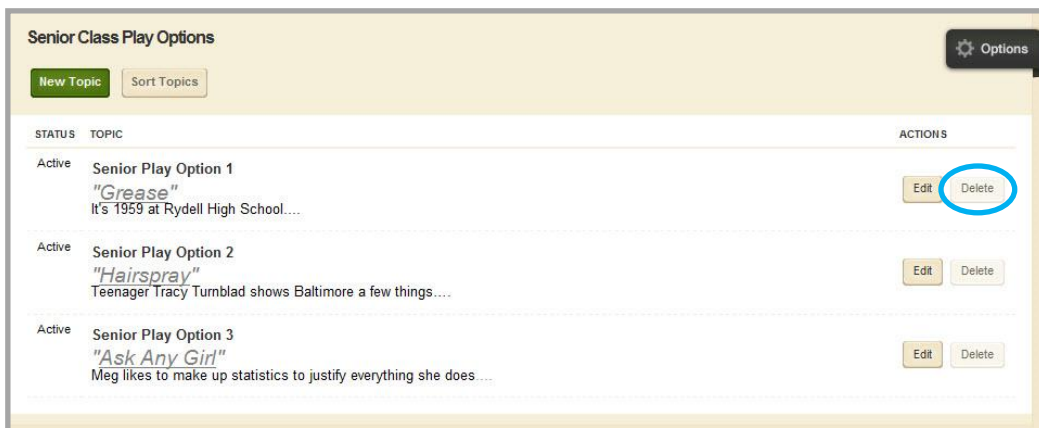 Senior Class Play Options
Options
New Topic Sort Topics
STATUS TOPIC ACTIONS
Active Senior Play Option 1
"Grease"
It's 1959 at Rydell High School....
Edit Delete
Active Senior Play Option 2
"Hairspray"
Teenager Tracy Turnblad shows Baltimore a few things....
Edit Delete
Active Senior Play Option 3
"Ask Any Girl"
Meg likes to make up statistics to justify everything she does....
Edit Delete